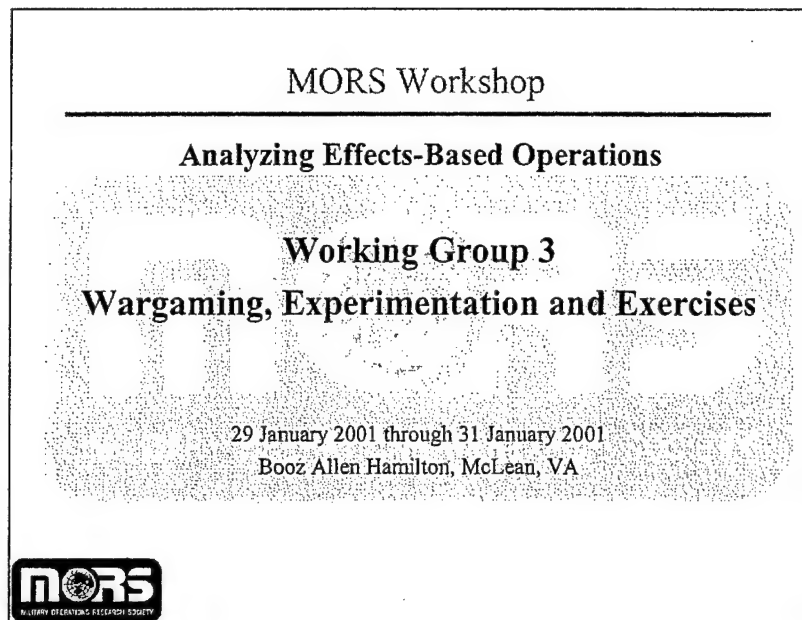 MORS Workshop
Analyzing Effects-Based Operations
mors
Working Group 3
Wargaming, Experimentation and Exercises
29 January 2001 through 31 January 2001
Booz Allen Hamilton, McLean, VA
MORS
MILITARY OPERATIONS RESEARCH SOCIETY